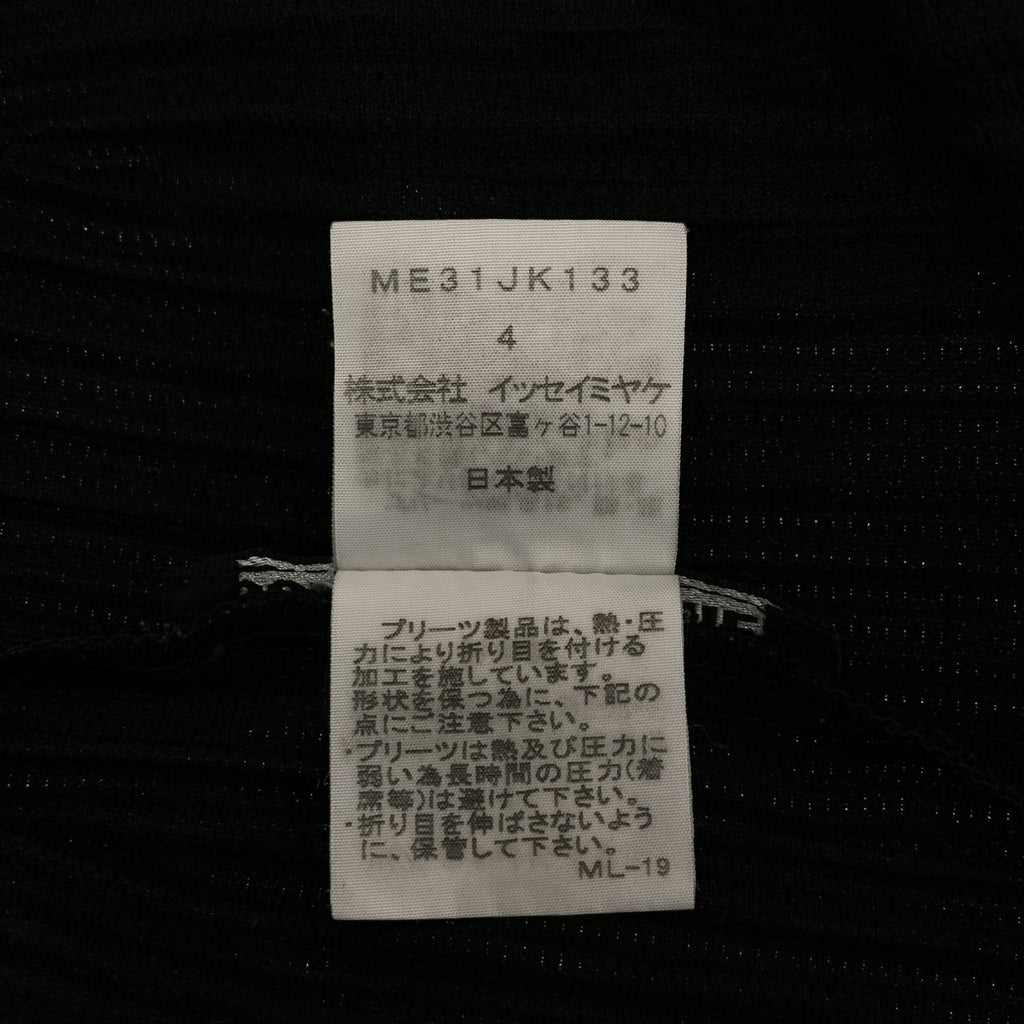 ME31JK133
4
株式会社 イッセイミヤケ
東京都渋谷区富ヶ谷1-12-10
日本製
プリーツ製品は、熱・圧
力により折り目を付ける
加工を施しています。
形状を保つ為に、下記の
点にご注意下さい。
・プリーツは熱及び圧力に
弱い為長時間の圧力(着
席等)は避けて下さい。
・折り目を伸ばさないよう
に、保管して下さい。
ML-19